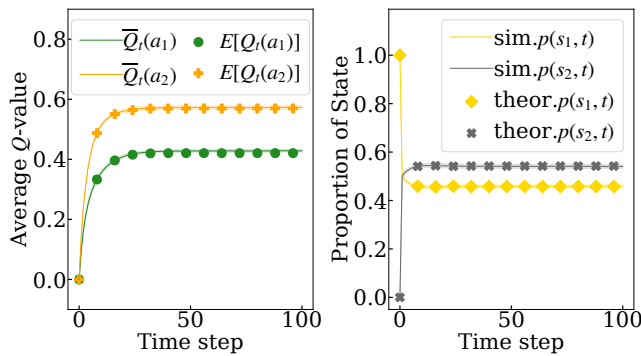 Q̅ₜ(a₁) E[Qₜ(a₁)]
Q̅ₜ(a₂) E[Qₜ(a₂)]
Average Q-value
0.8
0.6
0.4
0.2
0.0
0 50 100
Time step
sim.p(s₁, t)
sim.p(s₂, t)
theor.p(s₁, t)
theor.p(s₂, t)
Proportion of State
1.0
0.8
0.6
0.4
0.2
0.0
0 50 100
Time step